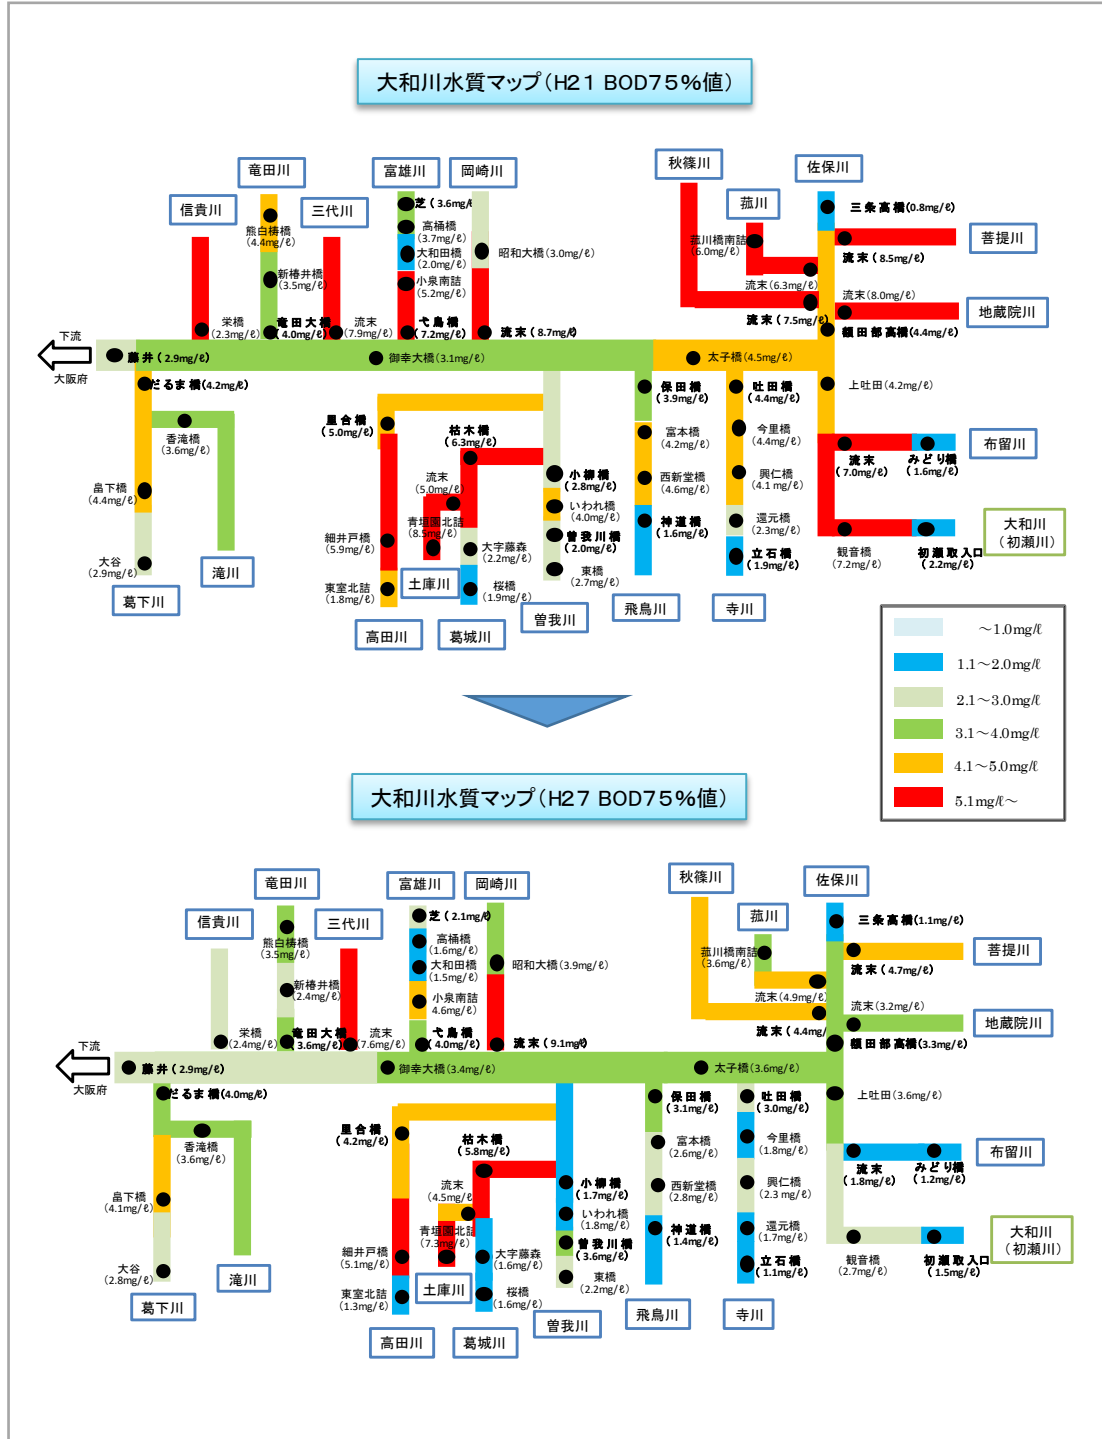 大和川水質マップ（H21 BOD75%値）
秋篠川
佐保川
竜田川
富雄川
岡崎川
菰川
信貴川
三代川
芝（3.6mg/ℓ）
三条高橋(0.8mg/ℓ)
熊白梼橋
（4.4mg/ℓ）
高桶橋
（3.7mg/ℓ）
菰川橋南詰
(6.0mg/ℓ)
菩提川
大和田橋
（2.0mg/ℓ）
昭和大橋（3.0mg/ℓ）
流末
（8.5mg/ℓ）
新椿井橋
（3.5mg/ℓ）
小泉南詰
（5.2mg/ℓ）
流末
（6.3mg/ℓ）
流末（8.0mg/ℓ）
地蔵院川
栄橋
（2.3mg/ℓ）
竜田大橋
（4.0mg/ℓ）
流末
（7.9mg/ℓ）
弋鳥橋
（7.2mg/ℓ）
流末（8.7mg/ℓ）
流末（7.5mg/ℓ）
額田部高橋(4.4mg/ℓ)
下流
大阪府
藤井（2.9mg/ℓ）
御幸大橋（3.1mg/ℓ）
太子橋（4.5mg/ℓ）
だるま橋(4.2mg/ℓ)
保田橋
（3.9mg/ℓ）
吐田橋
（4.4mg/ℓ）
上吐田（4.2mg/ℓ）
香滝橋
（3.6mg/ℓ）
里合橋
（5.0mg/ℓ）
枯木橋
（6.3mg/ℓ）
富本橋
（4.2mg/ℓ）
今里橋
（4.4mg/ℓ）
布留川
流末
（7.0mg/ℓ）
みどり橋
（1.6mg/ℓ）
畠下橋
（4.4mg/ℓ）
流末
（5.0mg/ℓ）
小柳橋
（2.8mg/ℓ）
西新堂橋
（4.6mg/ℓ）
興仁橋
（4.1 mg/ℓ）
いわれ橋
（4.0mg/ℓ）
青垣園北詰
（8.5mg/ℓ）
神道橋
（1.6mg/ℓ）
還元橋
（2.3mg/ℓ）
大和川
（初瀬川）
曽我川橋
（2.0mg/ℓ）
細井戸橋
（5.9mg/ℓ）
大字藤森
（2.2mg/ℓ）
観音橋
（7.2mg/ℓ）
初瀬取入口
（2.2mg/ℓ）
大谷
（2.9mg/ℓ）
滝川
東橋
（2.7mg/ℓ）
立石橋
（1.9mg/ℓ）
東室北詰
（1.8mg/ℓ）
土庫川
桜橋
（1.9mg/ℓ）
葛下川
高田川
葛城川
曽我川
飛鳥川
寺川
～1.0mg/ℓ
1.1～2.0mg/ℓ
2.1～3.0mg/ℓ
3.1～4.0mg/ℓ
4.1～5.0mg/ℓ
5.1mg/ℓ～
大和川水質マップ（H27 BOD75%値）
秋篠川
佐保川
竜田川
富雄川
岡崎川
菰川
信貴川
三代川
芝（2.1mg/ℓ）
三条高橋(1.1mg/ℓ)
熊白梼橋
（3.5mg/ℓ）
高桶橋
（1.6mg/ℓ）
菰川橋南詰
（3.6mg/ℓ）
菩提川
大和田橋
（1.5mg/ℓ）
昭和大橋（3.9mg/ℓ）
流末
（4.7mg/ℓ）
新椿井橋
（2.4mg/ℓ）
小泉南詰
4.6mg/ℓ）
流末（4.9mg/ℓ）
流末（3.2mg/ℓ）
地蔵院川
栄橋
（2.4mg/ℓ）
竜田大橋
（3.6mg/ℓ）
流末
（7.6mg/ℓ）
弋鳥橋
（4.0mg/ℓ）
流末（9.1mg/ℓ）
流末（4.4mg/ℓ）
額田部高橋(3.3mg/ℓ)
下流
大阪府
藤井（2.9mg/ℓ）
御幸大橋（3.4mg/ℓ）
太子橋（3.6mg/ℓ）
だるま橋(4.0mg/ℓ)
保田橋
（3.1mg/ℓ）
吐田橋
（3.0mg/ℓ）
上吐田（3.6mg/ℓ）
香滝橋
（3.6mg/ℓ）
里合橋
（4.2mg/ℓ）
枯木橋
（5.8mg/ℓ）
富本橋
（2.6mg/ℓ）
今里橋
（1.8mg/ℓ）
布留川
流末
（1.8mg/ℓ）
みどり橋
（1.2mg/ℓ）
畠下橋
（4.1mg/ℓ）
流末
（4.5mg/ℓ）
小柳橋
（1.7mg/ℓ）
西新堂橋
（2.8mg/ℓ）
興仁橋
（2.3 mg/ℓ）
いわれ橋
（1.8mg/ℓ）
青垣園北詰
（7.3mg/ℓ）
神道橋
（1.4mg/ℓ）
還元橋
（1.7mg/ℓ）
大和川
（初瀬川）
曽我川橋
（3.6mg/ℓ）
細井戸橋
（5.1mg/ℓ）
大字藤森
（1.6mg/ℓ）
観音橋
（2.7mg/ℓ）
初瀬取入口
（1.5mg/ℓ）
大谷
（2.8mg/ℓ）
滝川
東橋
（2.2mg/ℓ）
立石橋
（1.1mg/ℓ）
東室北詰
（1.3mg/ℓ）
土庫川
桜橋
（1.6mg/ℓ）
葛下川
高田川
葛城川
曽我川
飛鳥川
寺川